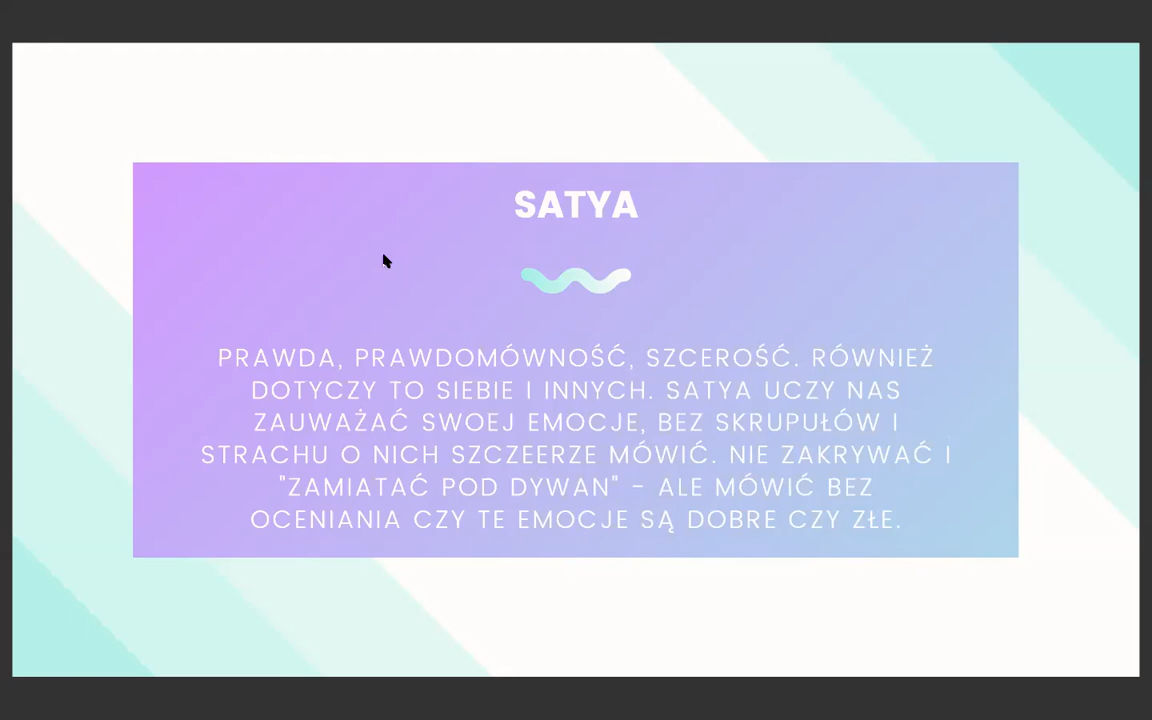 SATYA
PRAWDA, PRAWDOMÓWNOŚĆ, SZCEROŚĆ. RÓWNIEŻ
DOTYCZY TO SIEBIE I INNYCH. SATYA UCZY NAS
ZAUWAŻAĆ SWOEJ EMOCJE, BEZ SKRUPUŁÓW I
STRACHU O NICH SZCZEERZE MÓWIĆ. NIE ZAKRYWAĆ I
"ZAMIATAĆ POD DYWAN" - ALE MÓWIĆ BEZ
OCENIANIA CZY TE EMOCJE SĄ DOBRE CZY ZŁE.